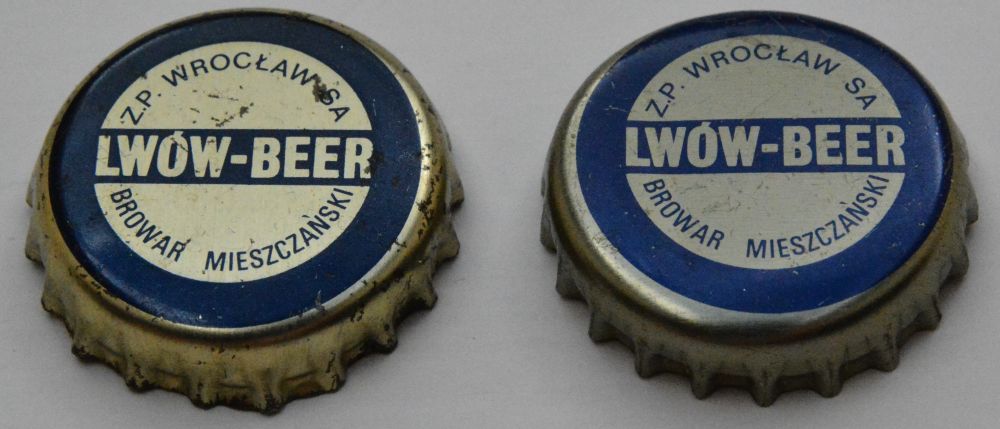 Z.P. WROCŁAW SA
LWÓW-BEER
BROWAR MIESZCZAŃSKI
Z.P. WROCŁAW SA
LWÓW-BEER
BROWAR MIESZCZAŃSKI